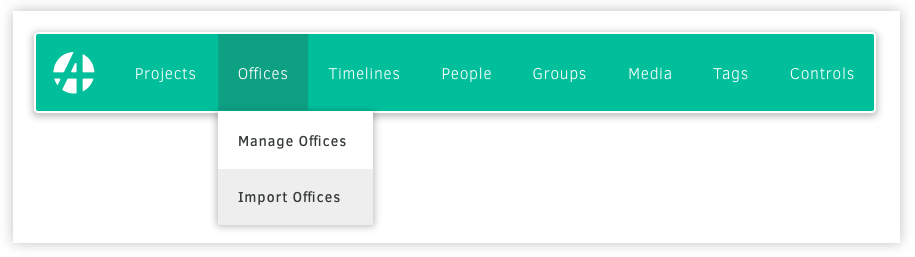 Projects Offices Timelines People Groups Media Tags Controls
Manage Offices
Import Offices